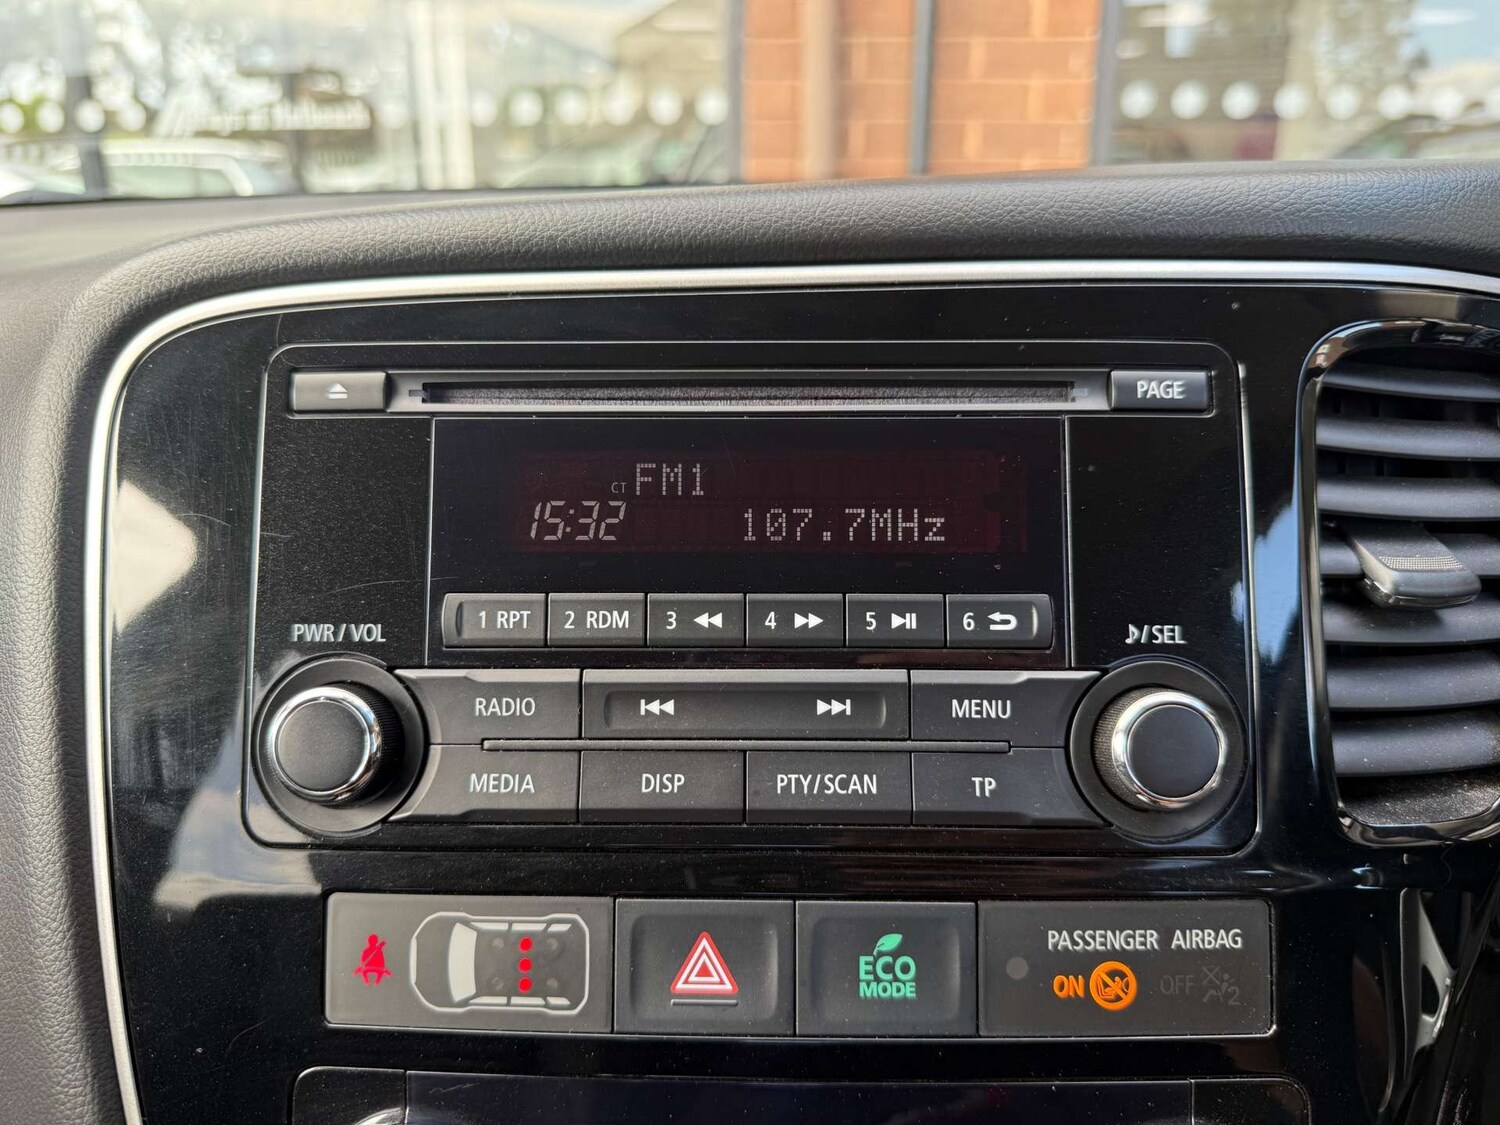 PAGE
CT FM1
15:32 107.7MHz
1 RPT 2 RDM 3 4 5 6
PWR/VOL
/SEL
RADIO MENU
MEDIA DISP PTY/SCAN TP
PASSENGER AIRBAG
ECO
MODE
ON OFF 2